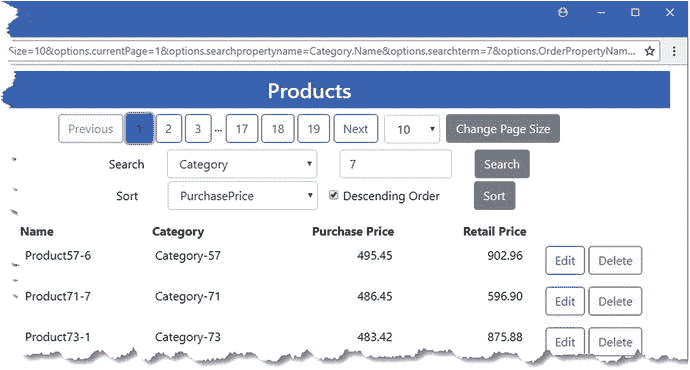 Size=10&options.currentPage=1&options.searchpropertyname=Category.Name&options.searchterm=7&options.OrderPropertyNam...
Products
Previous 1 2 3 ... 17 18 19 Next 10 Change Page Size
Search Category 7 Search
Sort PurchasePrice Descending Order Sort
Name Category Purchase Price Retail Price
Product57-6 Category-57 495.45 902.96 Edit Delete
Product71-7 Category-71 486.45 596.90 Edit Delete
Product73-1 Category-73 483.42 875.88 Edit Delete